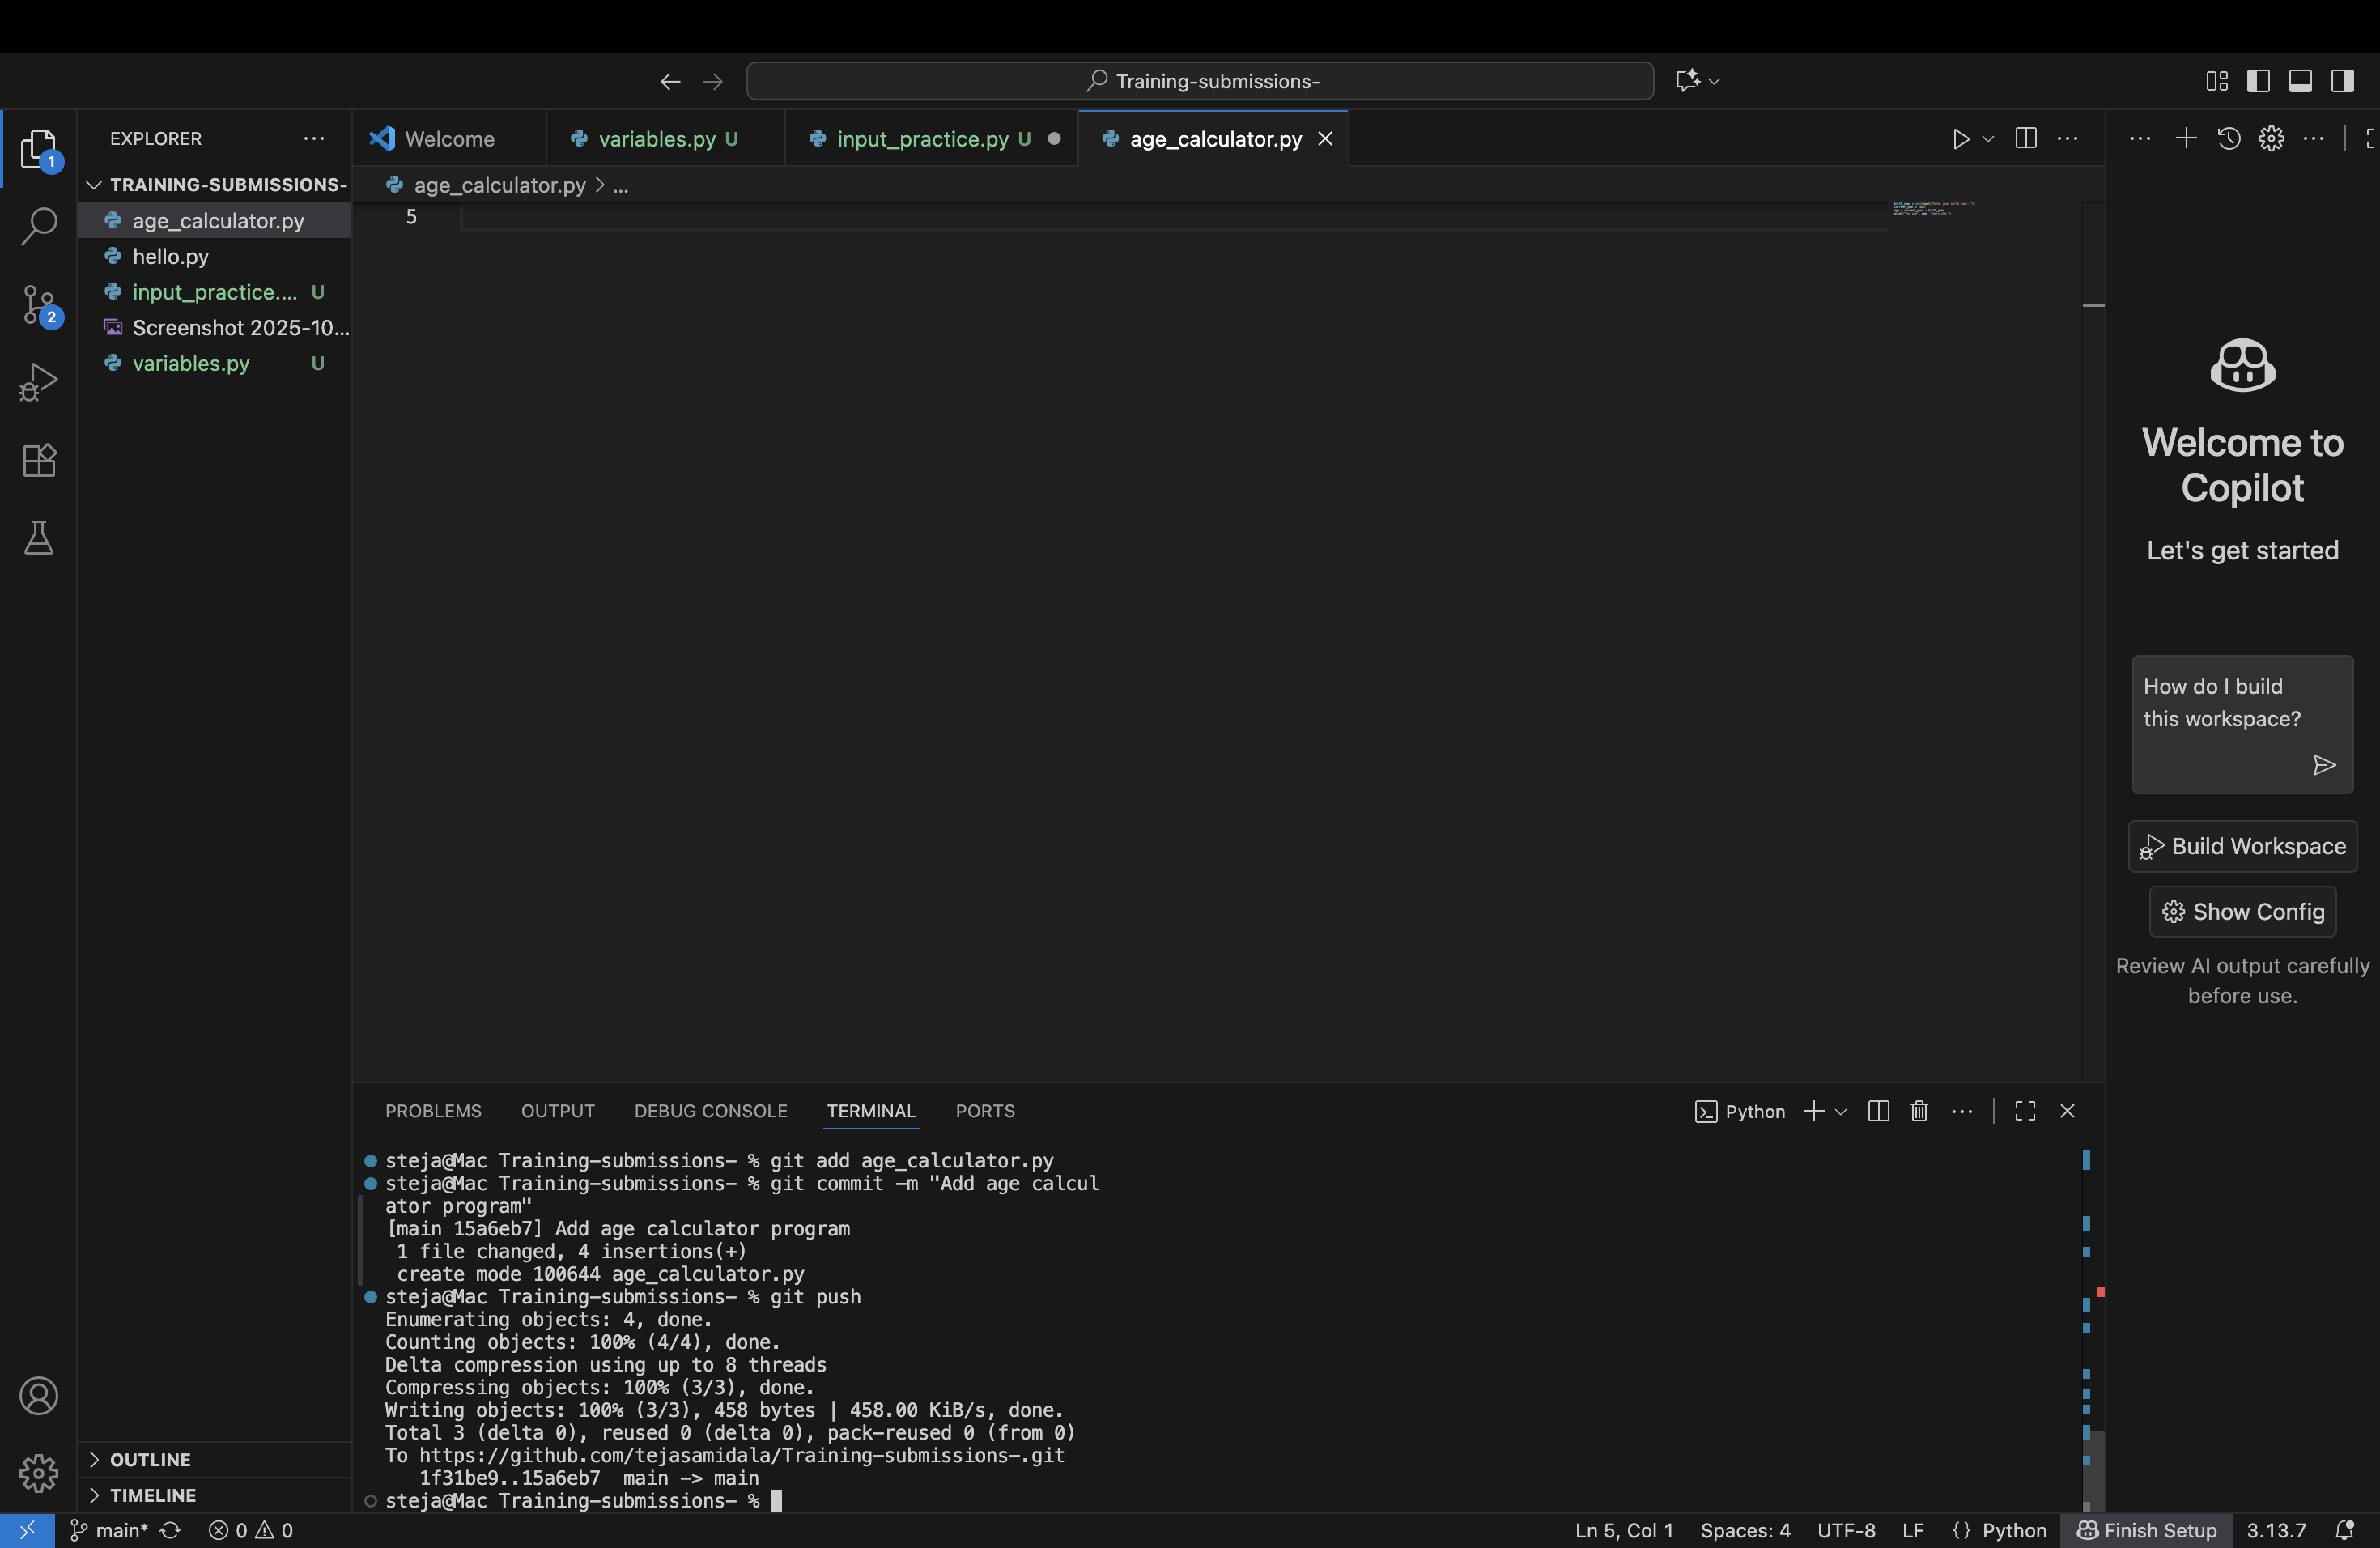 Training-submissions-
EXPLORER
TRAINING-SUBMISSIONS-
age_calculator.py
hello.py
input_practice.... U
Screenshot 2025-10...
variables.py U
OUTLINE
TIMELINE
1
2
Welcome
variables.py U
input_practice.py U
age_calculator.py
age_calculator.py > ...
5
Welcome to
Copilot
Let's get started
How do I build
this workspace?
Build Workspace
Show Config
Review AI output carefully
before use.
PROBLEMS OUTPUT DEBUG CONSOLE TERMINAL PORTS
Python
steja@Mac Training-submissions- % git add age_calculator.py
steja@Mac Training-submissions- % git commit -m "Add age calcul
ator program"
[main 15a6eb7] Add age calculator program
1 file changed, 4 insertions(+)
create mode 100644 age_calculator.py
steja@Mac Training-submissions- % git push
Enumerating objects: 4, done.
Counting objects: 100% (4/4), done.
Delta compression using up to 8 threads
Compressing objects: 100% (3/3), done.
Writing objects: 100% (3/3), 458 bytes | 458.00 KiB/s, done.
Total 3 (delta 0), reused 0 (delta 0), pack-reused 0 (from 0)
To https://github.com/tejasamidala/Training-submissions-.git
1f31be9..15a6eb7 main -> main
steja@Mac Training-submissions- %
main* 0 0
Ln 5, Col 1 Spaces: 4 UTF-8 LF {} Python Finish Setup 3.13.7